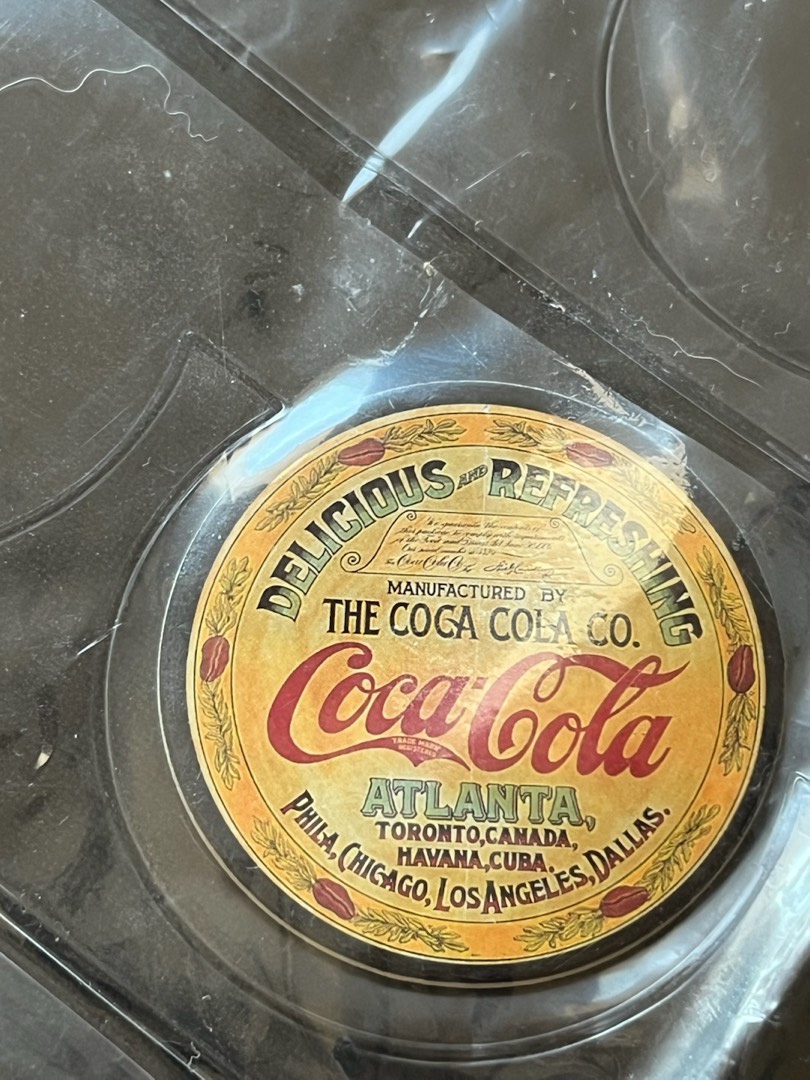 DELICIOUS AND REFRESHING
MANUFACTURED BY
THE COCA COLA CO.
Coca-Cola
TRADE MARK
REGISTERED
ATLANTA,
TORONTO, CANADA,
HAVANA, CUBA.
PHILA, CHICAGO, LOS ANGELES, DALLAS.